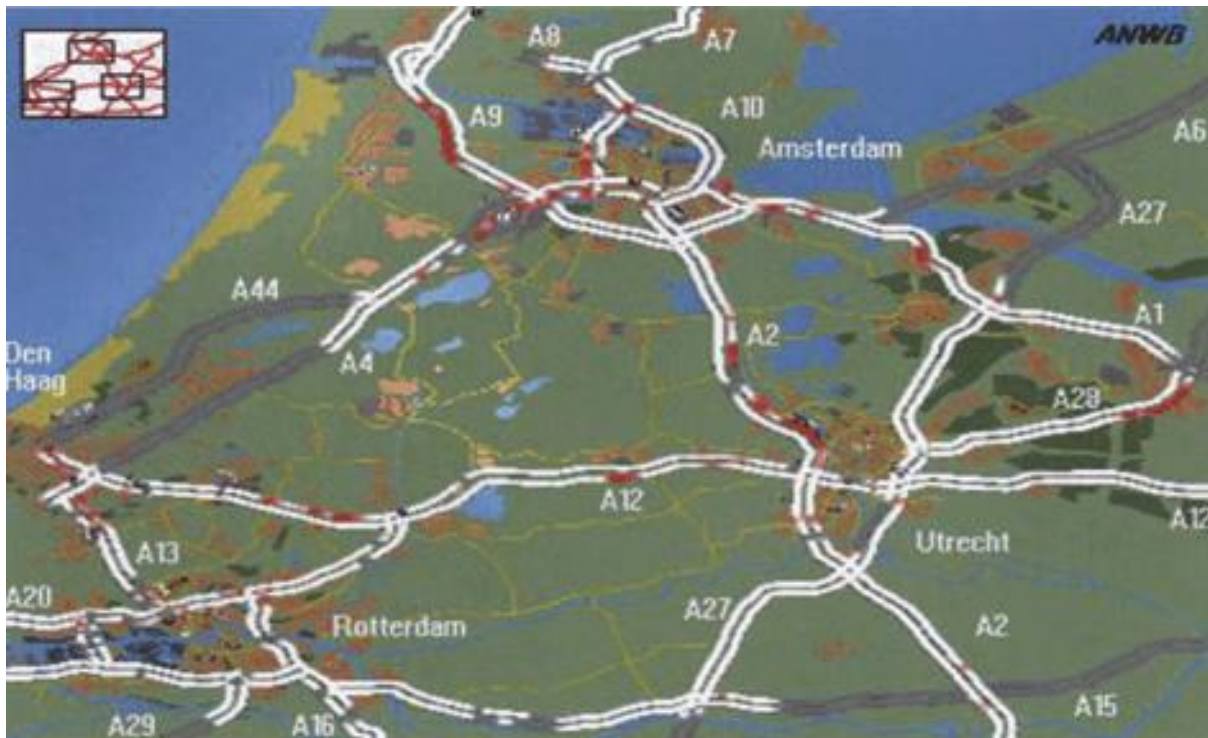 ANWB
A8
A7
A9
A10
Amsterdam
A6
A27
A44
A1
A4
A2
Den
Haag
A28
A12
A12
A13
Utrecht
A20
A27
Rotterdam
A2
A15
A29
A16